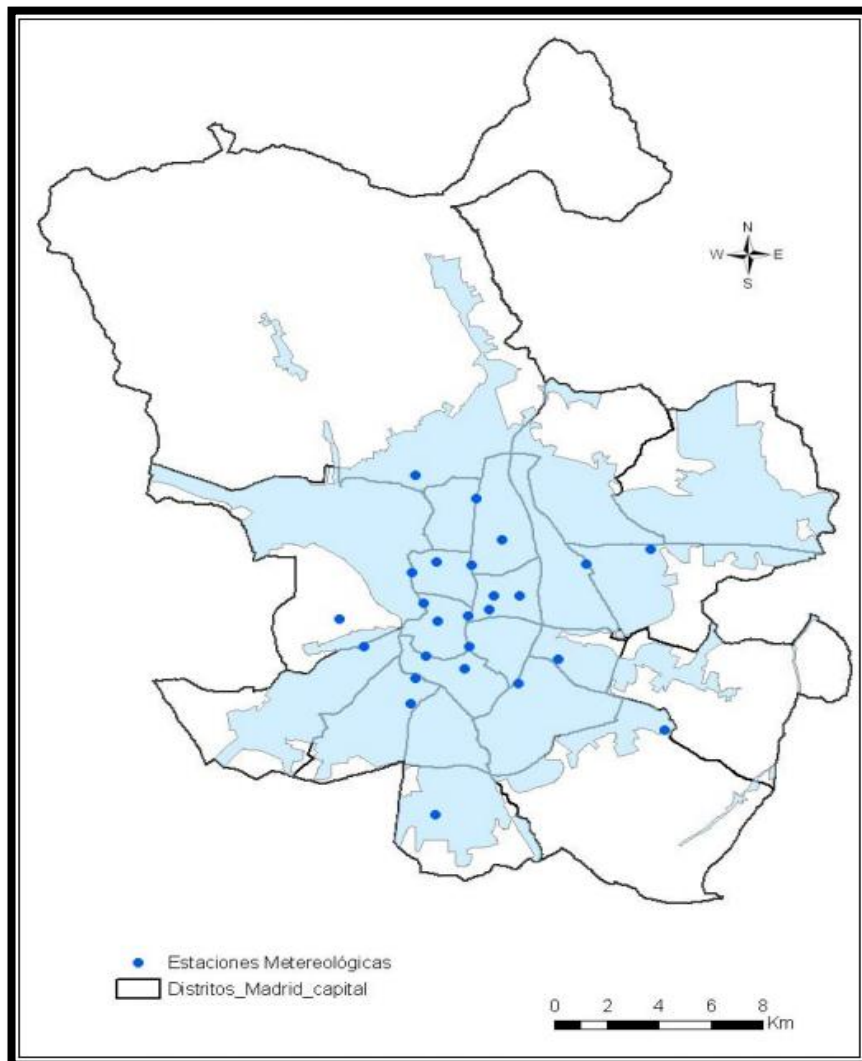 N
W E
S
Estaciones Metereológicas
Distritos_Madrid_capital
0 2 4 6 8
Km